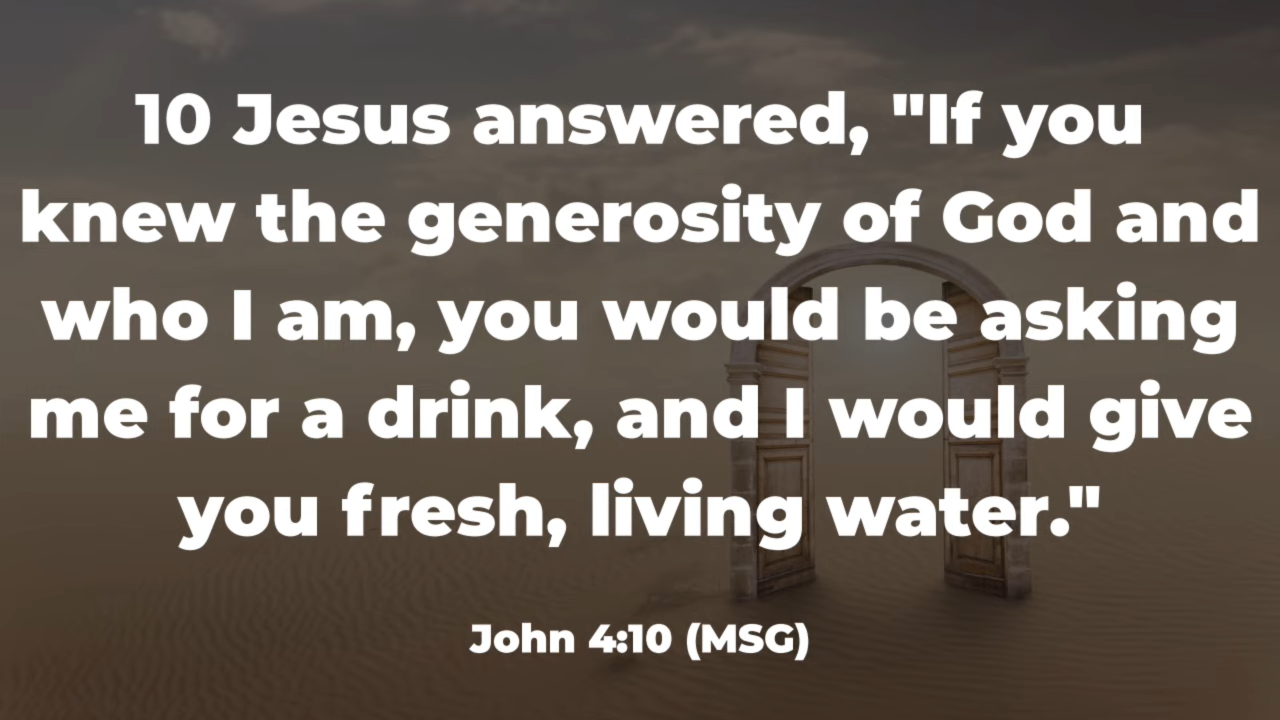 10 Jesus answered, "If you
knew the generosity of God and
who I am, you would be asking
me for a drink, and I would give
you fresh, living water."
John 4:10 (MSG)